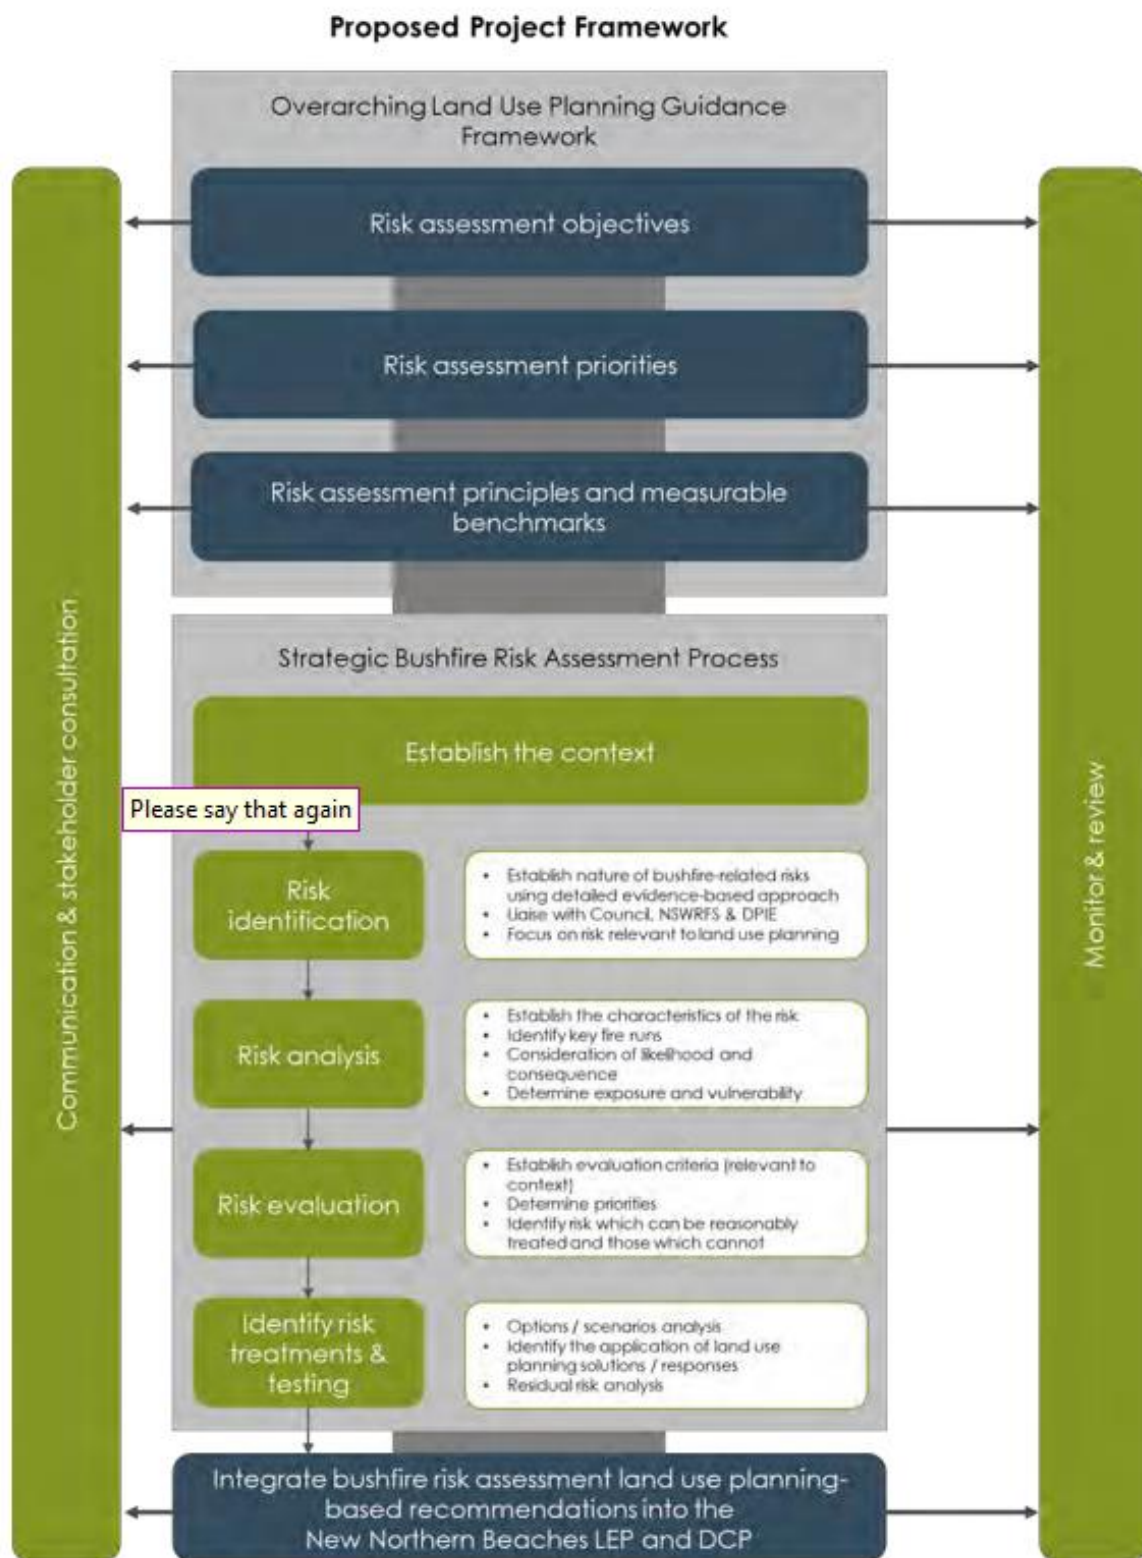 Proposed Project Framework
Overarching Land Use Planning Guidance
Framework
Risk assessment objectives
Risk assessment priorities
Risk assessment principles and measurable
benchmarks
Communication & stakeholder consultation
Monitor & review
Strategic Bushfire Risk Assessment Process
Establish the context
Please say that again
Risk
identification
• Establish nature of bushfire-related risks
using detailed evidence-based approach
• Liaise with Council, NSWRFS & DPIE
• Focus on risk relevant to land use planning
Risk analysis
• Establish the characteristics of the risk
• Identify key fire runs
• Consideration of likelihood and
consequence
• Determine exposure and vulnerability
Risk evaluation
• Establish evaluation criteria (relevant to
context)
• Determine priorities
• Identify risk which can be reasonably
treated and those which cannot
Identify risk
treatments &
testing
• Options / scenarios analysis
• Identify the application of land use
planning solutions / responses
• Residual risk analysis
Integrate bushfire risk assessment land use planning-
based recommendations into the
New Northern Beaches LEP and DCP